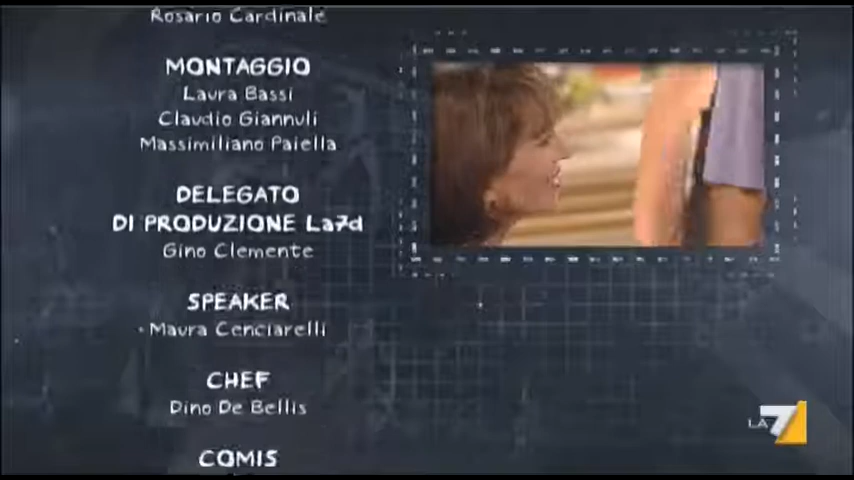 Rosario Cardinale
MONTAGGIO
Laura Bassi
Claudio Giannuli
Massimiliano Paiella
DELEGATO
DI PRODUZIONE La7d
Gino Clemente
SPEAKER
Maura Cenciarelli
CHEF
Dino De Bellis
COMIS
LA7